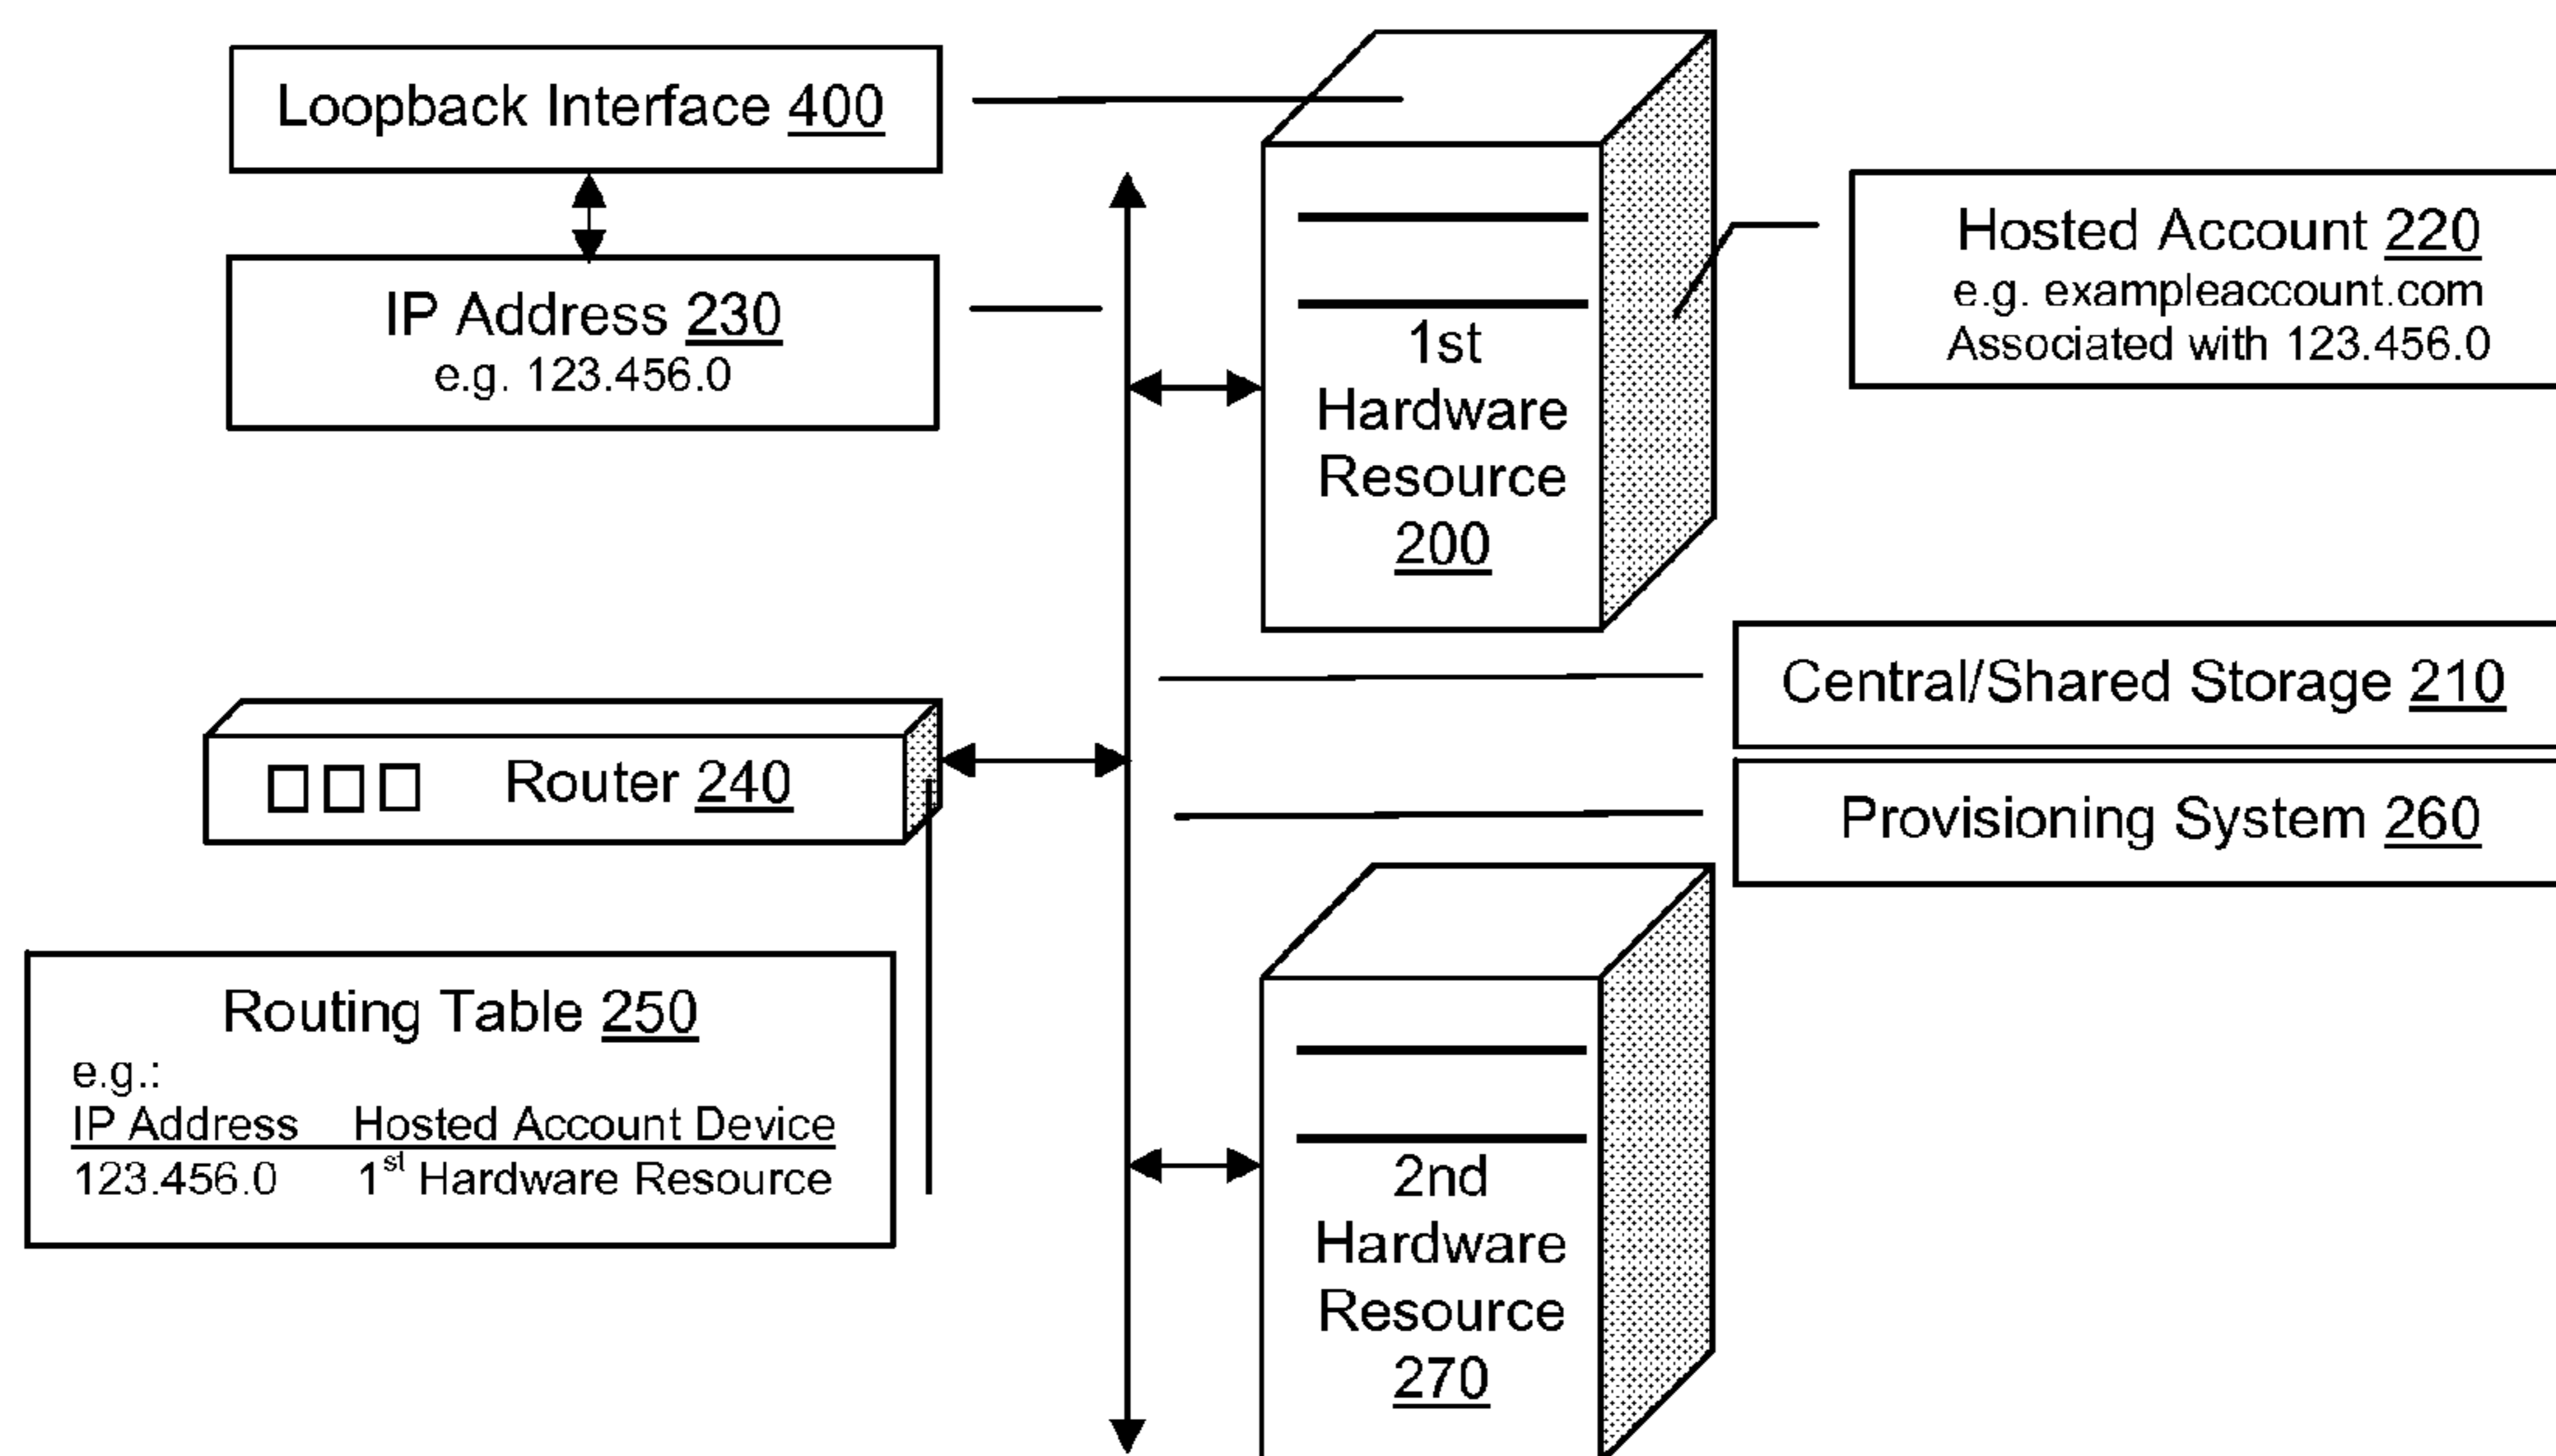 Loopback Interface 400
IP Address 230
e.g. 123.456.0
1st
Hardware
Resource
200
Hosted Account 220
e.g. exampleaccount.com
Associated with 123.456.0
Central/Shared Storage 210
Router 240
Provisioning System 260
Routing Table 250
e.g.:
IP Address Hosted Account Device
123.456.0 1st Hardware Resource
2nd
Hardware
Resource
270